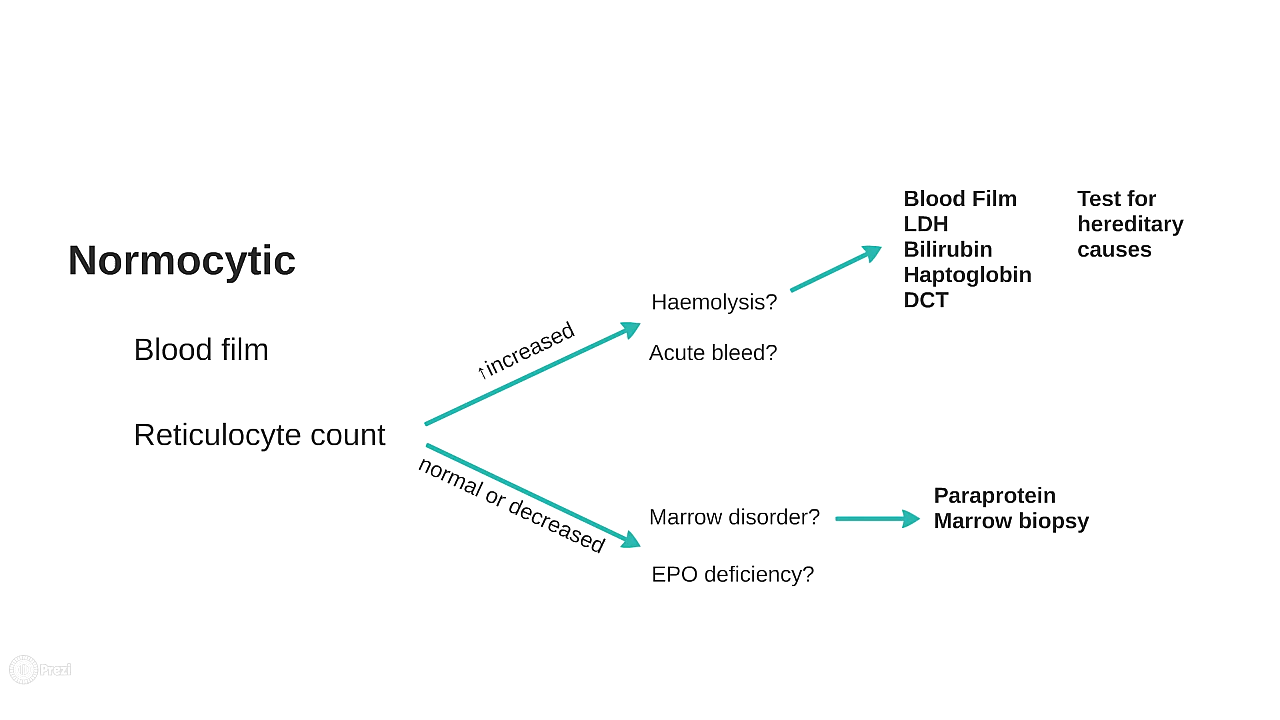 Normocytic
Blood film
Reticulocyte count
↑increased
normal or decreased
Haemolysis?
Acute bleed?
Marrow disorder?
EPO deficiency?
Blood Film
LDH
Bilirubin
Haptoglobin
DCT
Test for
hereditary
causes
Paraprotein
Marrow biopsy
Prezi